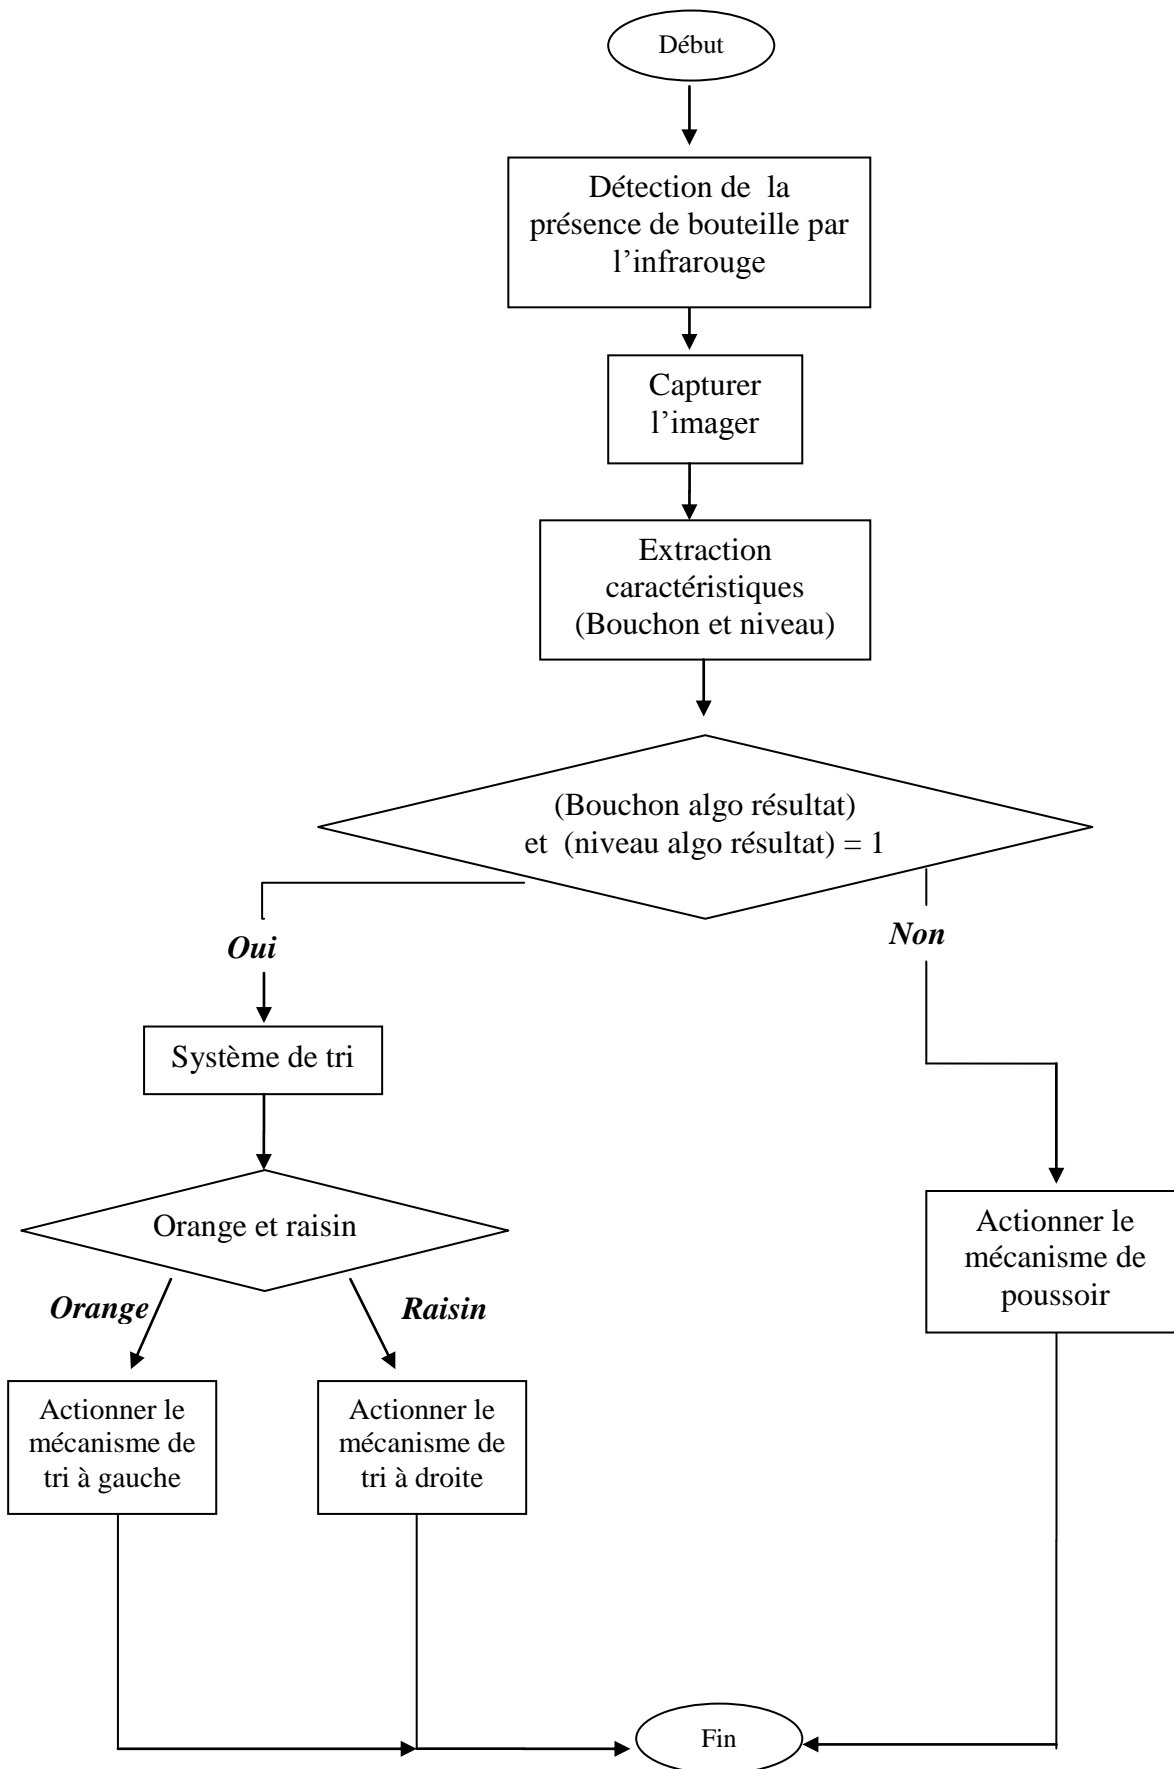 Début
Détection de la
présence de bouteille par
l’infrarouge
Capturer
l’imager
Extraction
caractéristiques
(Bouchon et niveau)
(Bouchon algo résultat)
et (niveau algo résultat) = 1
Oui
Non
Système de tri
Orange et raisin
Orange
Raisin
Actionner le
mécanisme de
poussoir
Actionner le
mécanisme de
tri à gauche
Actionner le
mécanisme de
tri à droite
Fin